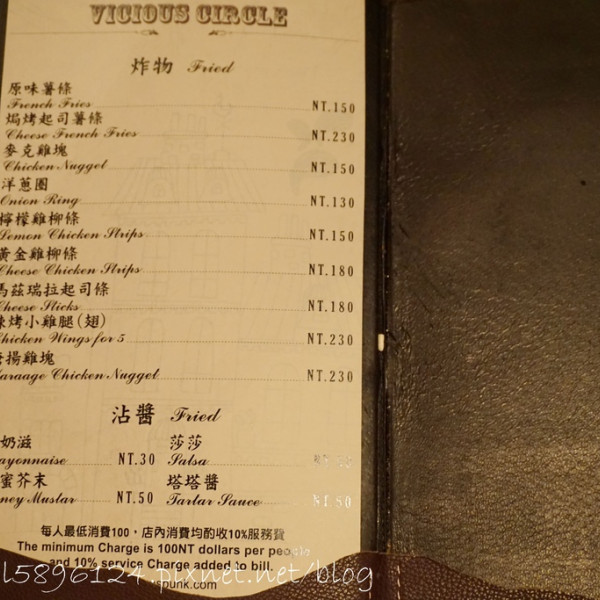 VICIOUS CIRCLE
炸物 Fried
原味薯條
French Fries NT.150
焗烤起司薯條
Cheese French Fries NT.230
麥克雞塊
Chicken Nugget NT.150
洋蔥圈
Onion Ring NT.130
檸檬雞柳條
Lemon Chicken Strips NT.150
黃金雞柳條
Cheese Chicken Strips NT.180
馬茲瑞拉起司條
Cheese Sticks NT.180
烤小雞腿(翅)
Chicken Wings for 5 NT.230
揚雞塊
Karaage Chicken Nugget NT.230
沾醬 Fried
奶滋 莎莎
ayonnaise NT.30 Salsa
蜜芥末 塔塔醬
ney Mustar NT.50 Tartar Sauce
每人最低消費100，店內消費均酌收10%服務費
The minimum Charge is 100NT dollars per people
and 10% service Charge added to bill.
l5896124.pixnet.net/blog
ispunk.com